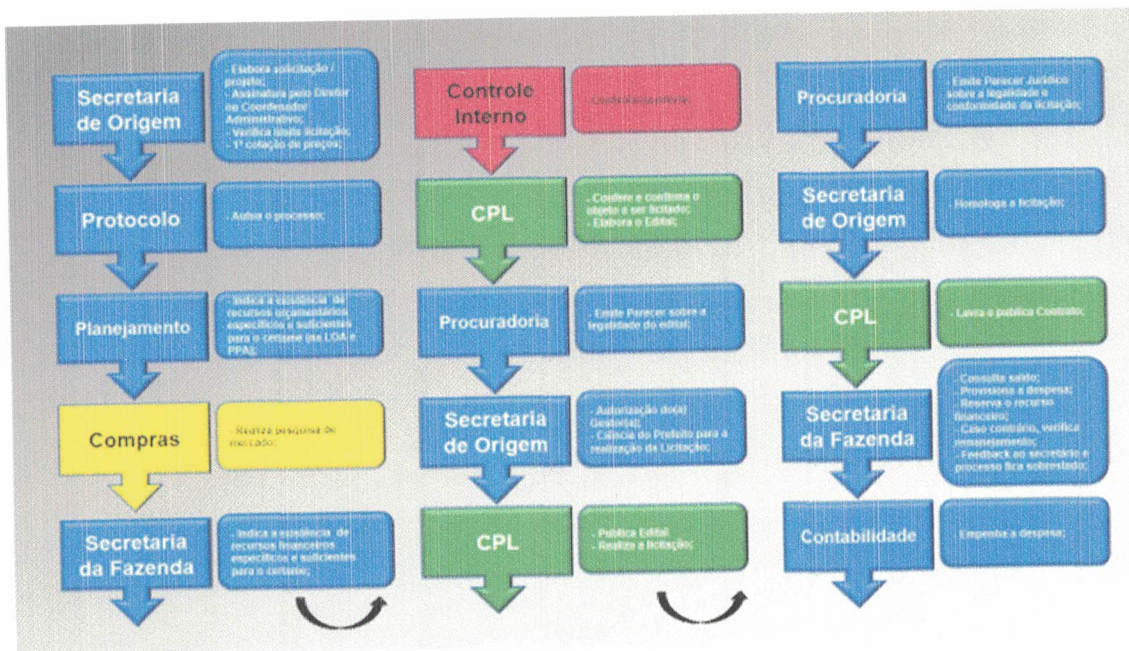 Secretaria
de Origem
- Elabora solicitação /
projeto;
- Assinatura pelo Diretor
ou Coordenador
Administrativo;
- Verifica limite licitação;
- 1ª cotação de preços;
Protocolo
- Autua o processo;
Planejamento
- Indica a existência de
recursos orçamentários
específicos e suficientes
para o certame (na LOA e
PPA);
Compras
- Realiza pesquisa de
mercado;
Secretaria
da Fazenda
- Indica a existência de
recursos financeiros
específicos e suficientes
para o certame;
Controle
Interno
CPL
- Confere e confirma o
objeto a ser licitado;
- Elabora o Edital;
Procuradoria
- Emite Parecer sobre a
legalidade do edital;
Secretaria
de Origem
- Autorização do(a)
Gestor(a);
- Ciência do Prefeito para a
realização da Licitação;
CPL
- Publica Edital
- Realiza a licitação;
Procuradoria
- Emite Parecer Jurídico
sobre a legalidade e
conformidade da licitação;
Secretaria
de Origem
Homologa a licitação;
CPL
- Lavra e publica Contrato;
Secretaria
da Fazenda
- Consulta saldo;
- Provisiona a despesa;
- Reserva o recurso
financeiro;
- Caso contrário, verifica
- Feedback ao secretário e
processo fica sobrestado;
Contabilidade
Empenha a despesa;